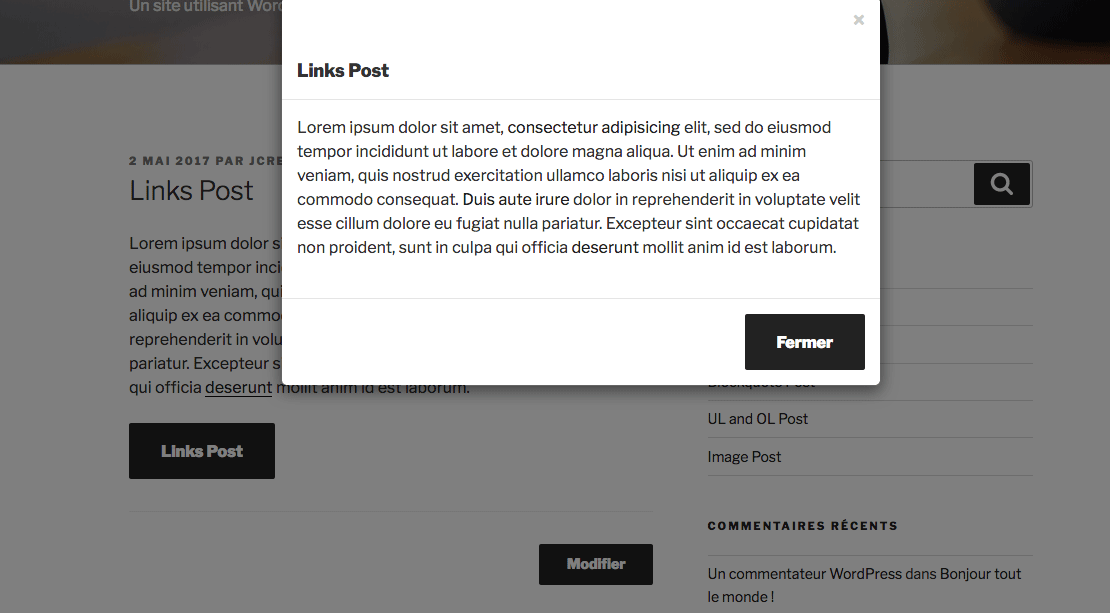 Un site utilisant
×
Links Post
Lorem ipsum dolor sit amet, consectetur adipisicing elit, sed do eiusmod
tempor incididunt ut labore et dolore magna aliqua. Ut enim ad minim
veniam, quis nostrud exercitation ullamco laboris nisi ut aliquip ex ea
commodo consequat. Duis aute irure dolor in reprehenderit in voluptate velit
esse cillum dolore eu fugiat nulla pariatur. Excepteur sint occaecat cupidatat
non proident, sunt in culpa qui officia deserunt mollit anim id est laborum.
Fermer
2 MAI 2017 PAR
Links Post
Lorem ipsum dolor
eiusmod tempor
ad minim veniam,
aliquip ex ea
reprehenderit in
pariatur. Excepteur
qui officia deserunt mollit anim id est laborum.
Links Post
Modifier
Blockquote Post
UL and OL Post
Image Post
COMMENTAIRES RÉCENTS
Un commentateur WordPress dans Bonjour tout
le monde !